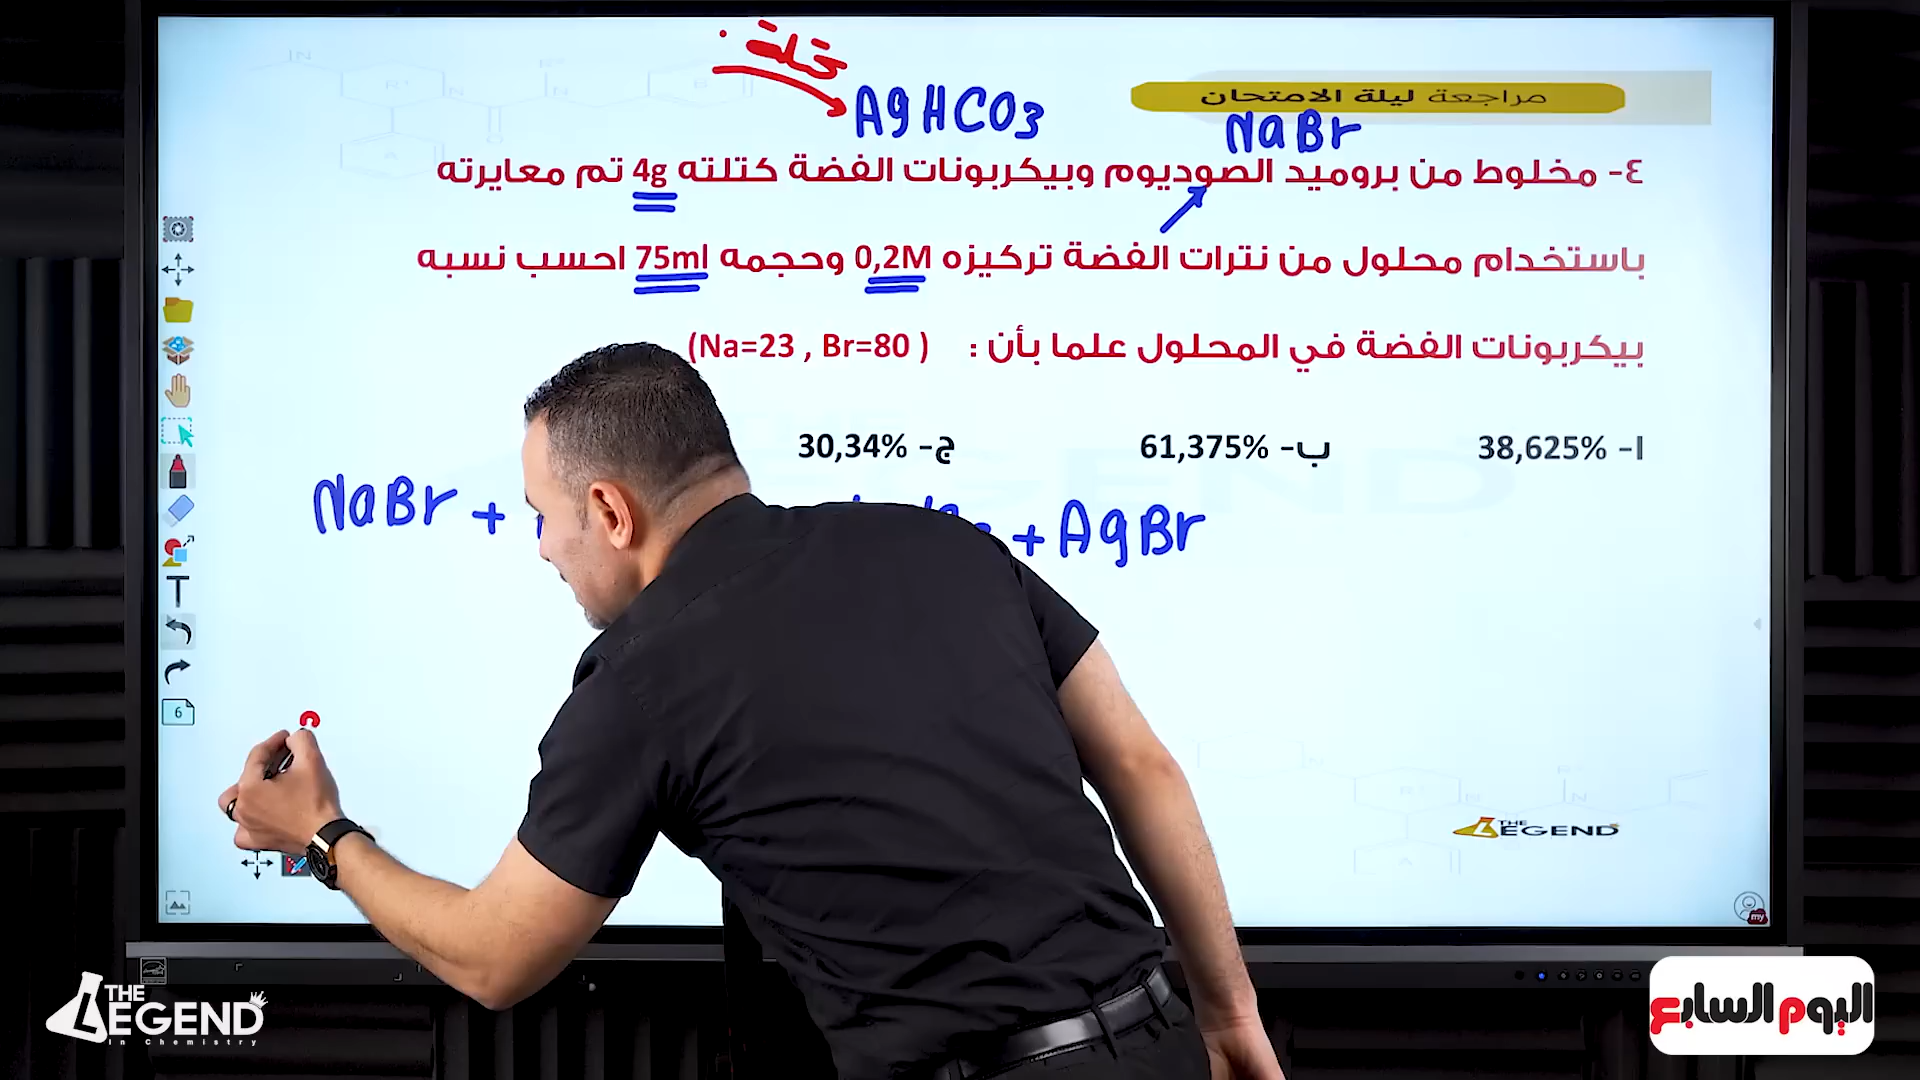 مراجعة ليلة الامتحان
AgHCO3
NaBr
٤- مخلوط من بروميد الصوديوم وبيكربونات الفضة كتلته 4g تم معايرته
باستخدام محلول من نترات الفضة تركيزه 0,2M وحجمه 75ml احسب نسبه
بيكربونات الفضة في المحلول علما بأن : ( Na=23 , Br=80)
ا- 38,625%
ب- 61,375%
ج- 30,34%
NaBr +
+ AgBr
T
6
THE LEGEND
my
THE LEGEND
In Chemistry
اليوم السابع